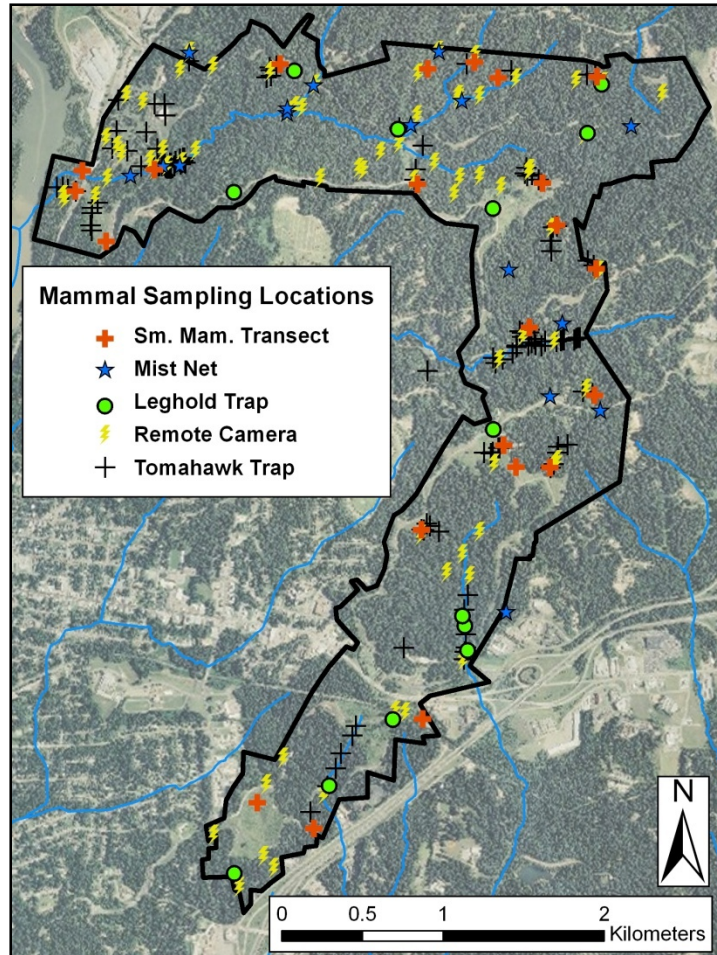 Mammal Sampling Locations
Sm. Mam. Transect
Mist Net
Leghold Trap
Remote Camera
Tomahawk Trap
N
0 0.5 1 2
Kilometers